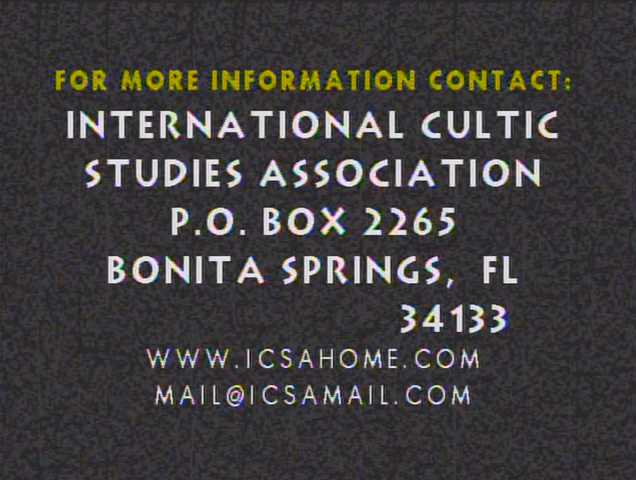 FOR MORE INFORMATION CONTACT:
INTERNATIONAL CULTIC
STUDIES ASSOCIATION
P.O. BOX 2265
BONITA SPRINGS, FL
34133
WWW.ICSAHOME.COM
MAIL@ICSAMAIL.COM